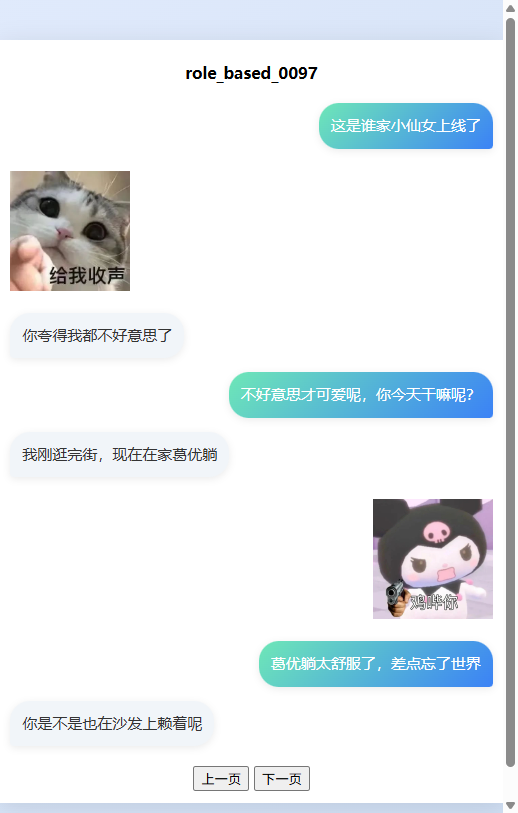 role_based_0097
这是谁家小仙女上线了
给我收声
你夸得我都不好意思了
不好意思才可爱呢，你今天干嘛呢？
我刚逛完街，现在在家葛优躺
鸡哔你
葛优躺太舒服了，差点忘了世界
你是不是也在沙发上赖着呢
上一页 下一页